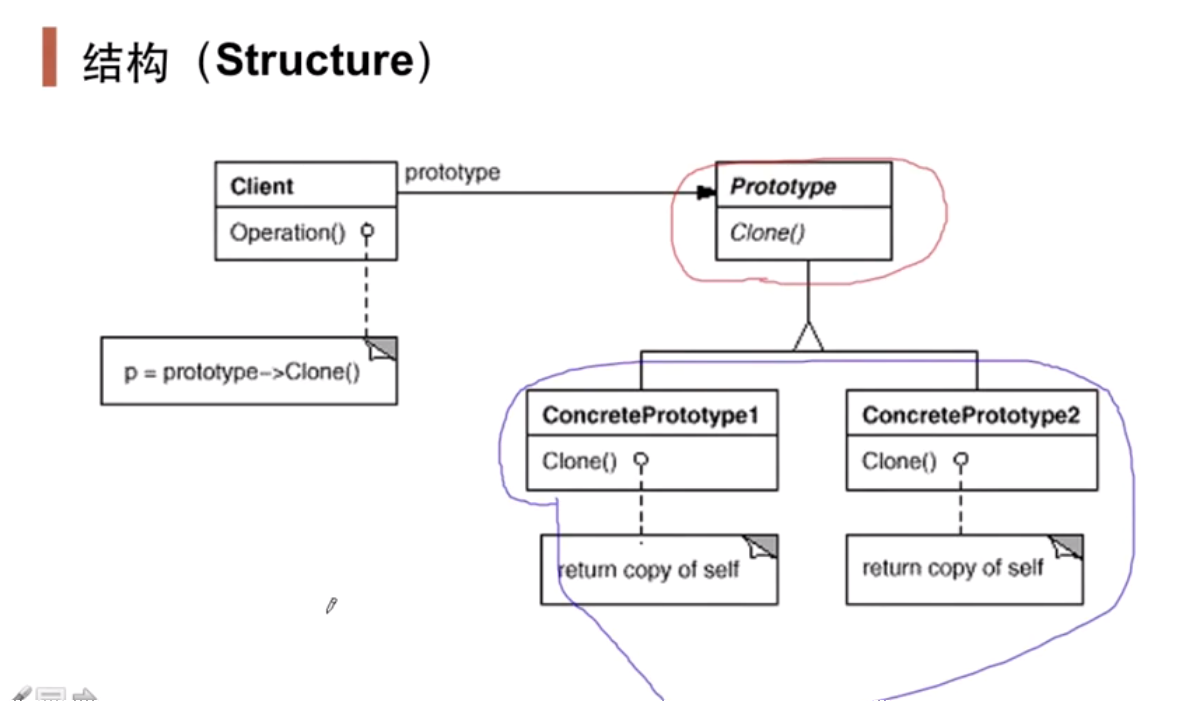 结构（Structure）
prototype
Client
Operation()
p = prototype->Clone()
Prototype
Clone()
ConcretePrototype1
Clone()
return copy of self
ConcretePrototype2
Clone()
return copy of self